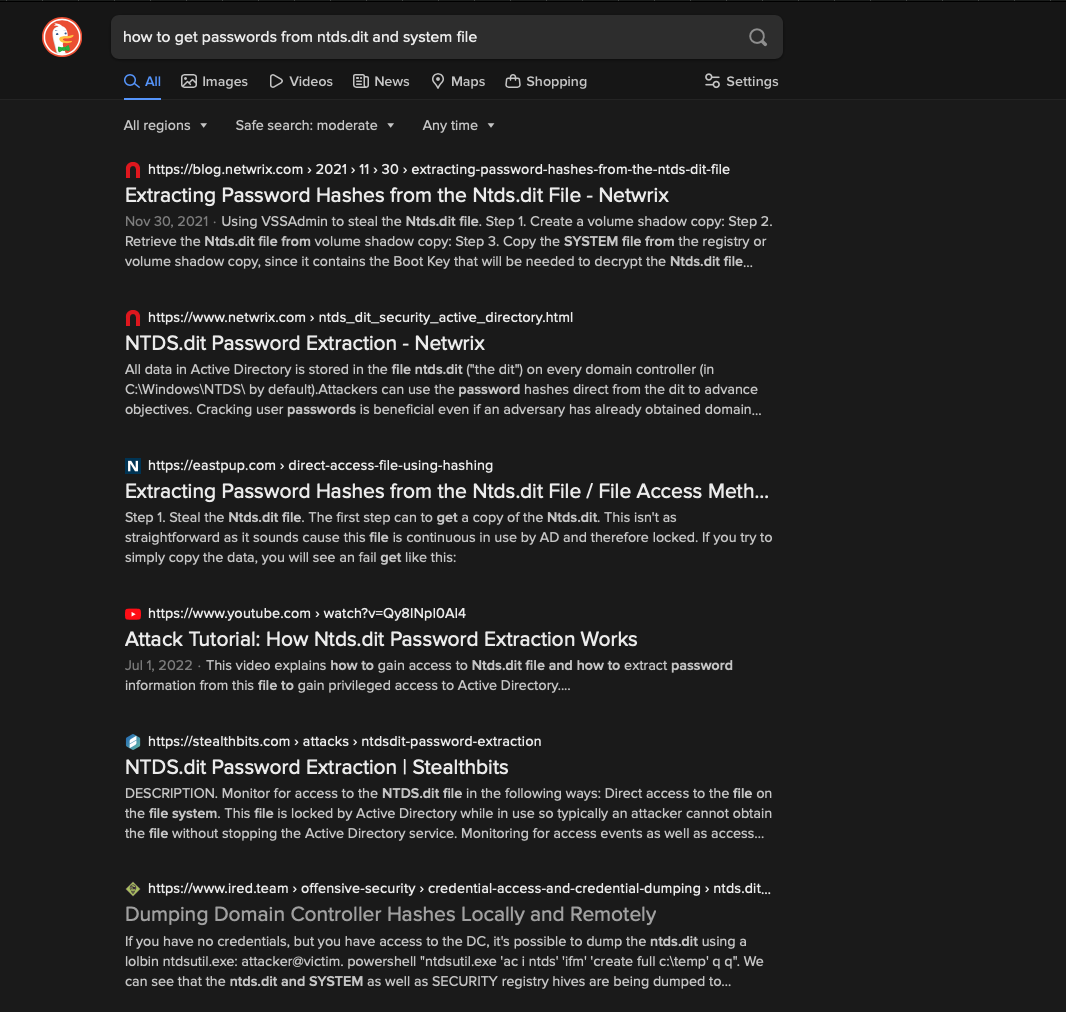 how to get passwords from ntds.dit and system file
All Images Videos News Maps Shopping Settings
All regions Safe search: moderate Any time
https://blog.netwrix.com › 2021 › 11 › 30 › extracting-password-hashes-from-the-ntds-dit-file
Extracting Password Hashes from the Ntds.dit File - Netwrix
Nov 30, 2021 · Using VSSAdmin to steal the Ntds.dit file. Step 1. Create a volume shadow copy: Step 2.
Retrieve the Ntds.dit file from volume shadow copy: Step 3. Copy the SYSTEM file from the registry or
volume shadow copy, since it contains the Boot Key that will be needed to decrypt the Ntds.dit file...
https://www.netwrix.com › ntds_dit_security_active_directory.html
NTDS.dit Password Extraction - Netwrix
All data in Active Directory is stored in the file ntds.dit ("the dit") on every domain controller (in
C:\Windows\NTDS\ by default).Attackers can use the password hashes direct from the dit to advance
objectives. Cracking user passwords is beneficial even if an adversary has already obtained domain...
N https://eastpup.com › direct-access-file-using-hashing
Extracting Password Hashes from the Ntds.dit File / File Access Meth...
Step 1. Steal the Ntds.dit file. The first step can to get a copy of the Ntds.dit. This isn't as
straightforward as it sounds cause this file is continuous in use by AD and therefore locked. If you try to
simply copy the data, you will see an fail get like this:
https://www.youtube.com › watch?v=Qy8INpI0AI4
Attack Tutorial: How Ntds.dit Password Extraction Works
Jul 1, 2022 · This video explains how to gain access to Ntds.dit file and how to extract password
information from this file to gain privileged access to Active Directory....
https://stealthbits.com › attacks › ntdsdit-password-extraction
NTDS.dit Password Extraction | Stealthbits
DESCRIPTION. Monitor for access to the NTDS.dit file in the following ways: Direct access to the file on
the file system. This file is locked by Active Directory while in use so typically an attacker cannot obtain
the file without stopping the Active Directory service. Monitoring for access events as well as access...
https://www.ired.team › offensive-security › credential-access-and-credential-dumping › ntds.dit...
Dumping Domain Controller Hashes Locally and Remotely
If you have no credentials, but you have access to the DC, it's possible to dump the ntds.dit using a
lolbin ntdsutil.exe: attacker@victim. powershell "ntdsutil.exe 'ac i ntds' 'ifm' 'create full c:\temp' q q". We
can see that the ntds.dit and SYSTEM as well as SECURITY registry hives are being dumped to...